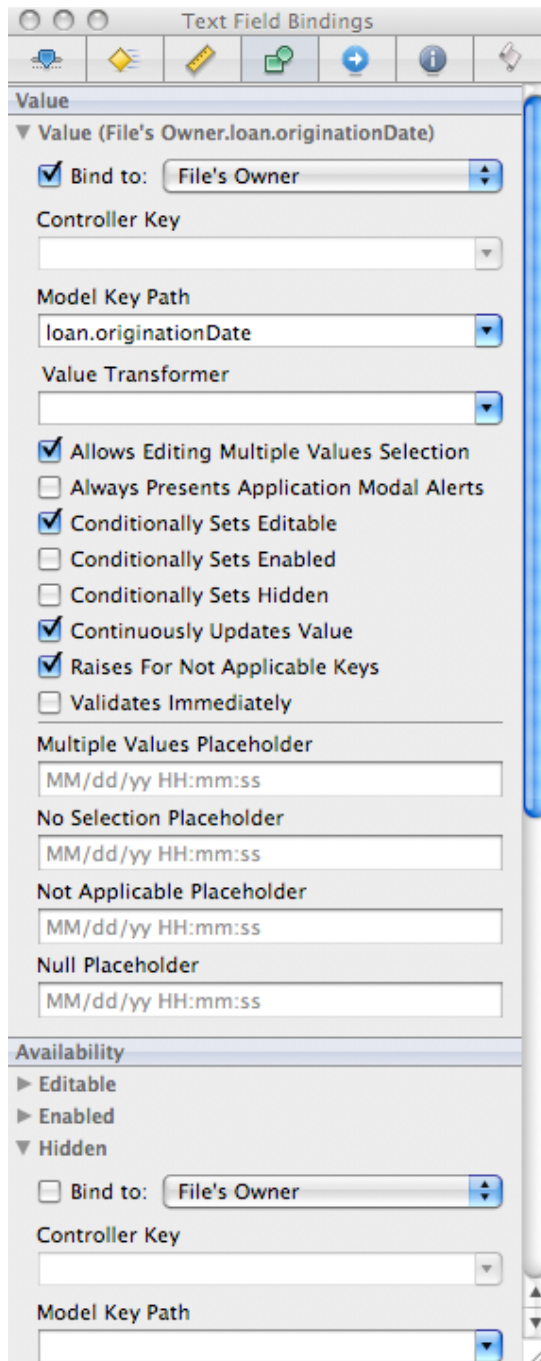 Text Field Bindings
Value
Value (File's Owner.loan.originationDate)
Bind to: File's Owner
Controller Key
Model Key Path
loan.originationDate
Value Transformer
Allows Editing Multiple Values Selection
Always Presents Application Modal Alerts
Conditionally Sets Editable
Conditionally Sets Enabled
Conditionally Sets Hidden
Continuously Updates Value
Raises For Not Applicable Keys
Validates Immediately
Multiple Values Placeholder
MM/dd/yy HH:mm:ss
No Selection Placeholder
MM/dd/yy HH:mm:ss
Not Applicable Placeholder
MM/dd/yy HH:mm:ss
Null Placeholder
MM/dd/yy HH:mm:ss
Availability
Editable
Enabled
Hidden
Bind to: File's Owner
Controller Key
Model Key Path